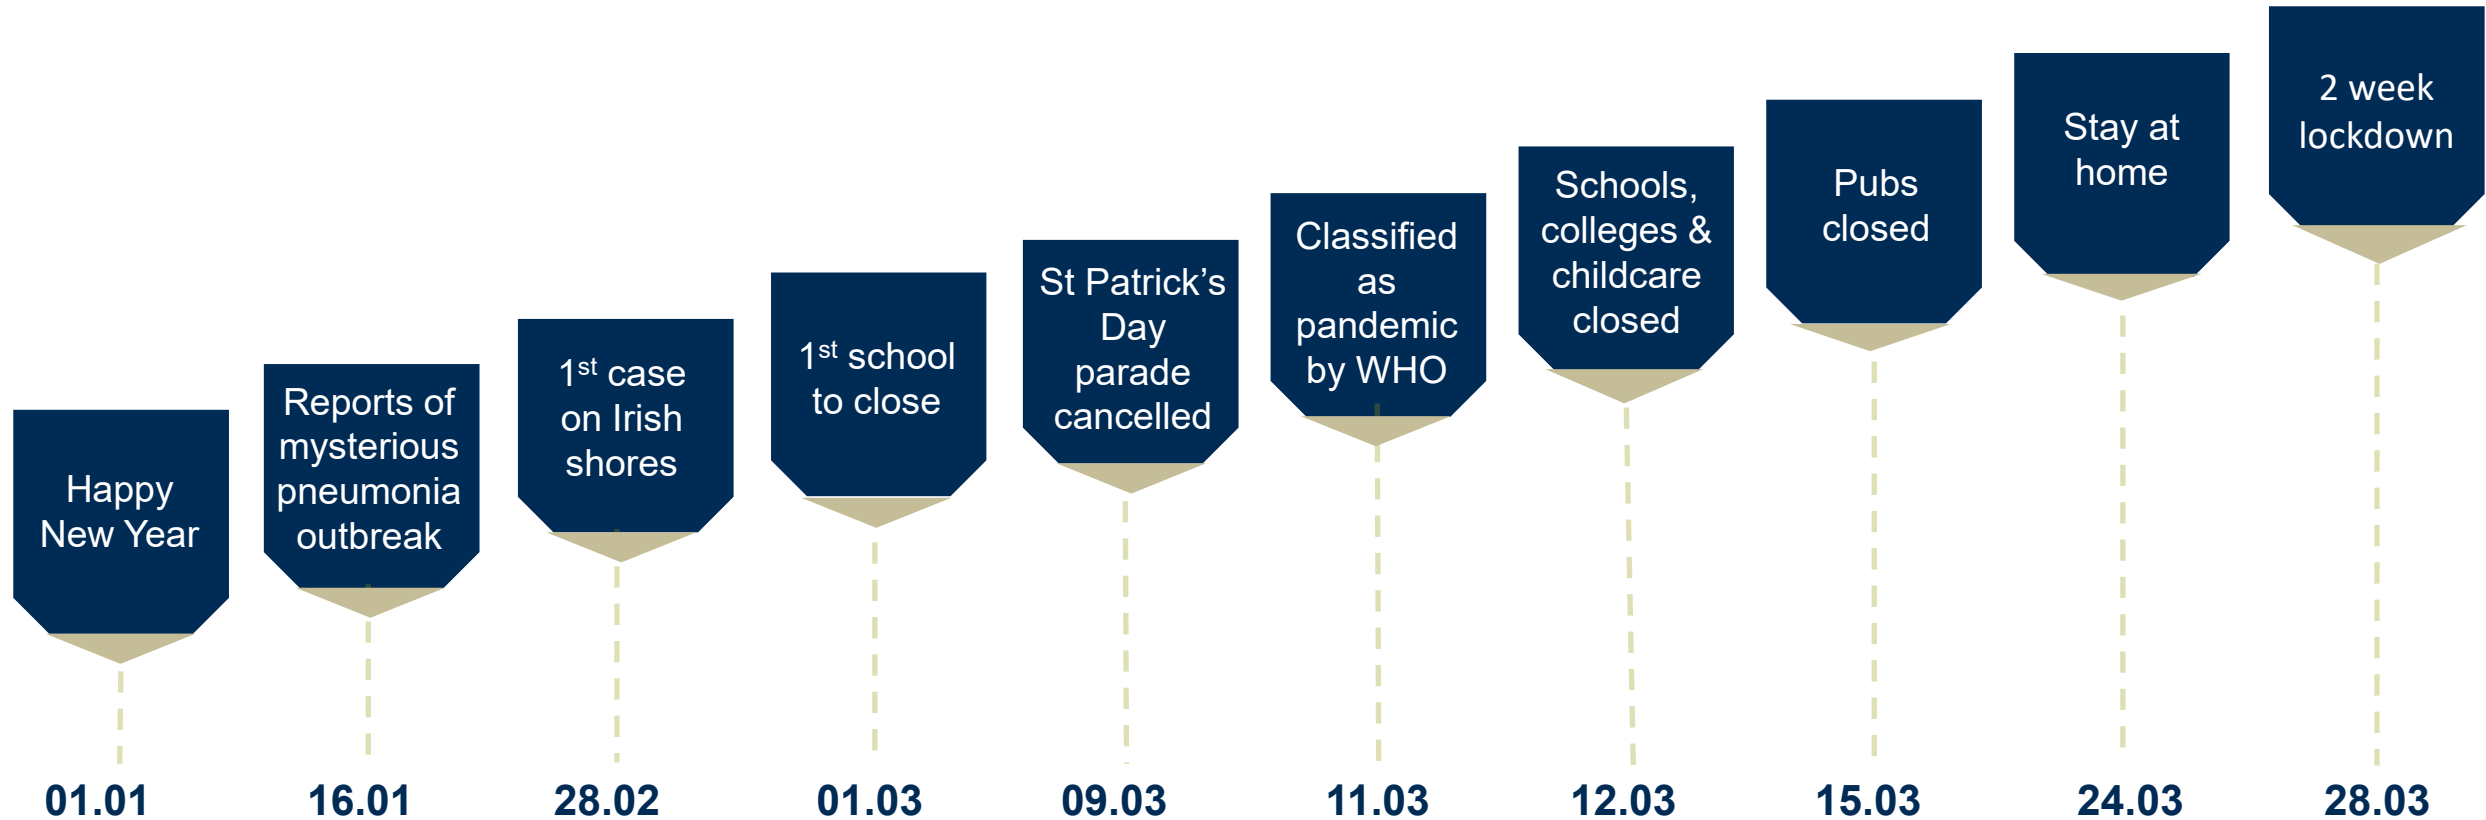 Happy
New Year
Reports of
mysterious
pneumonia
outbreak
1st case
on Irish
shores
1st school
to close
St Patrick’s
Day
parade
cancelled
Classified
as
pandemic
by WHO
Schools,
colleges &
childcare
closed
Pubs
closed
Stay at
home
2 week
lockdown
01.01
16.01
28.02
01.03
09.03
11.03
12.03
15.03
24.03
28.03